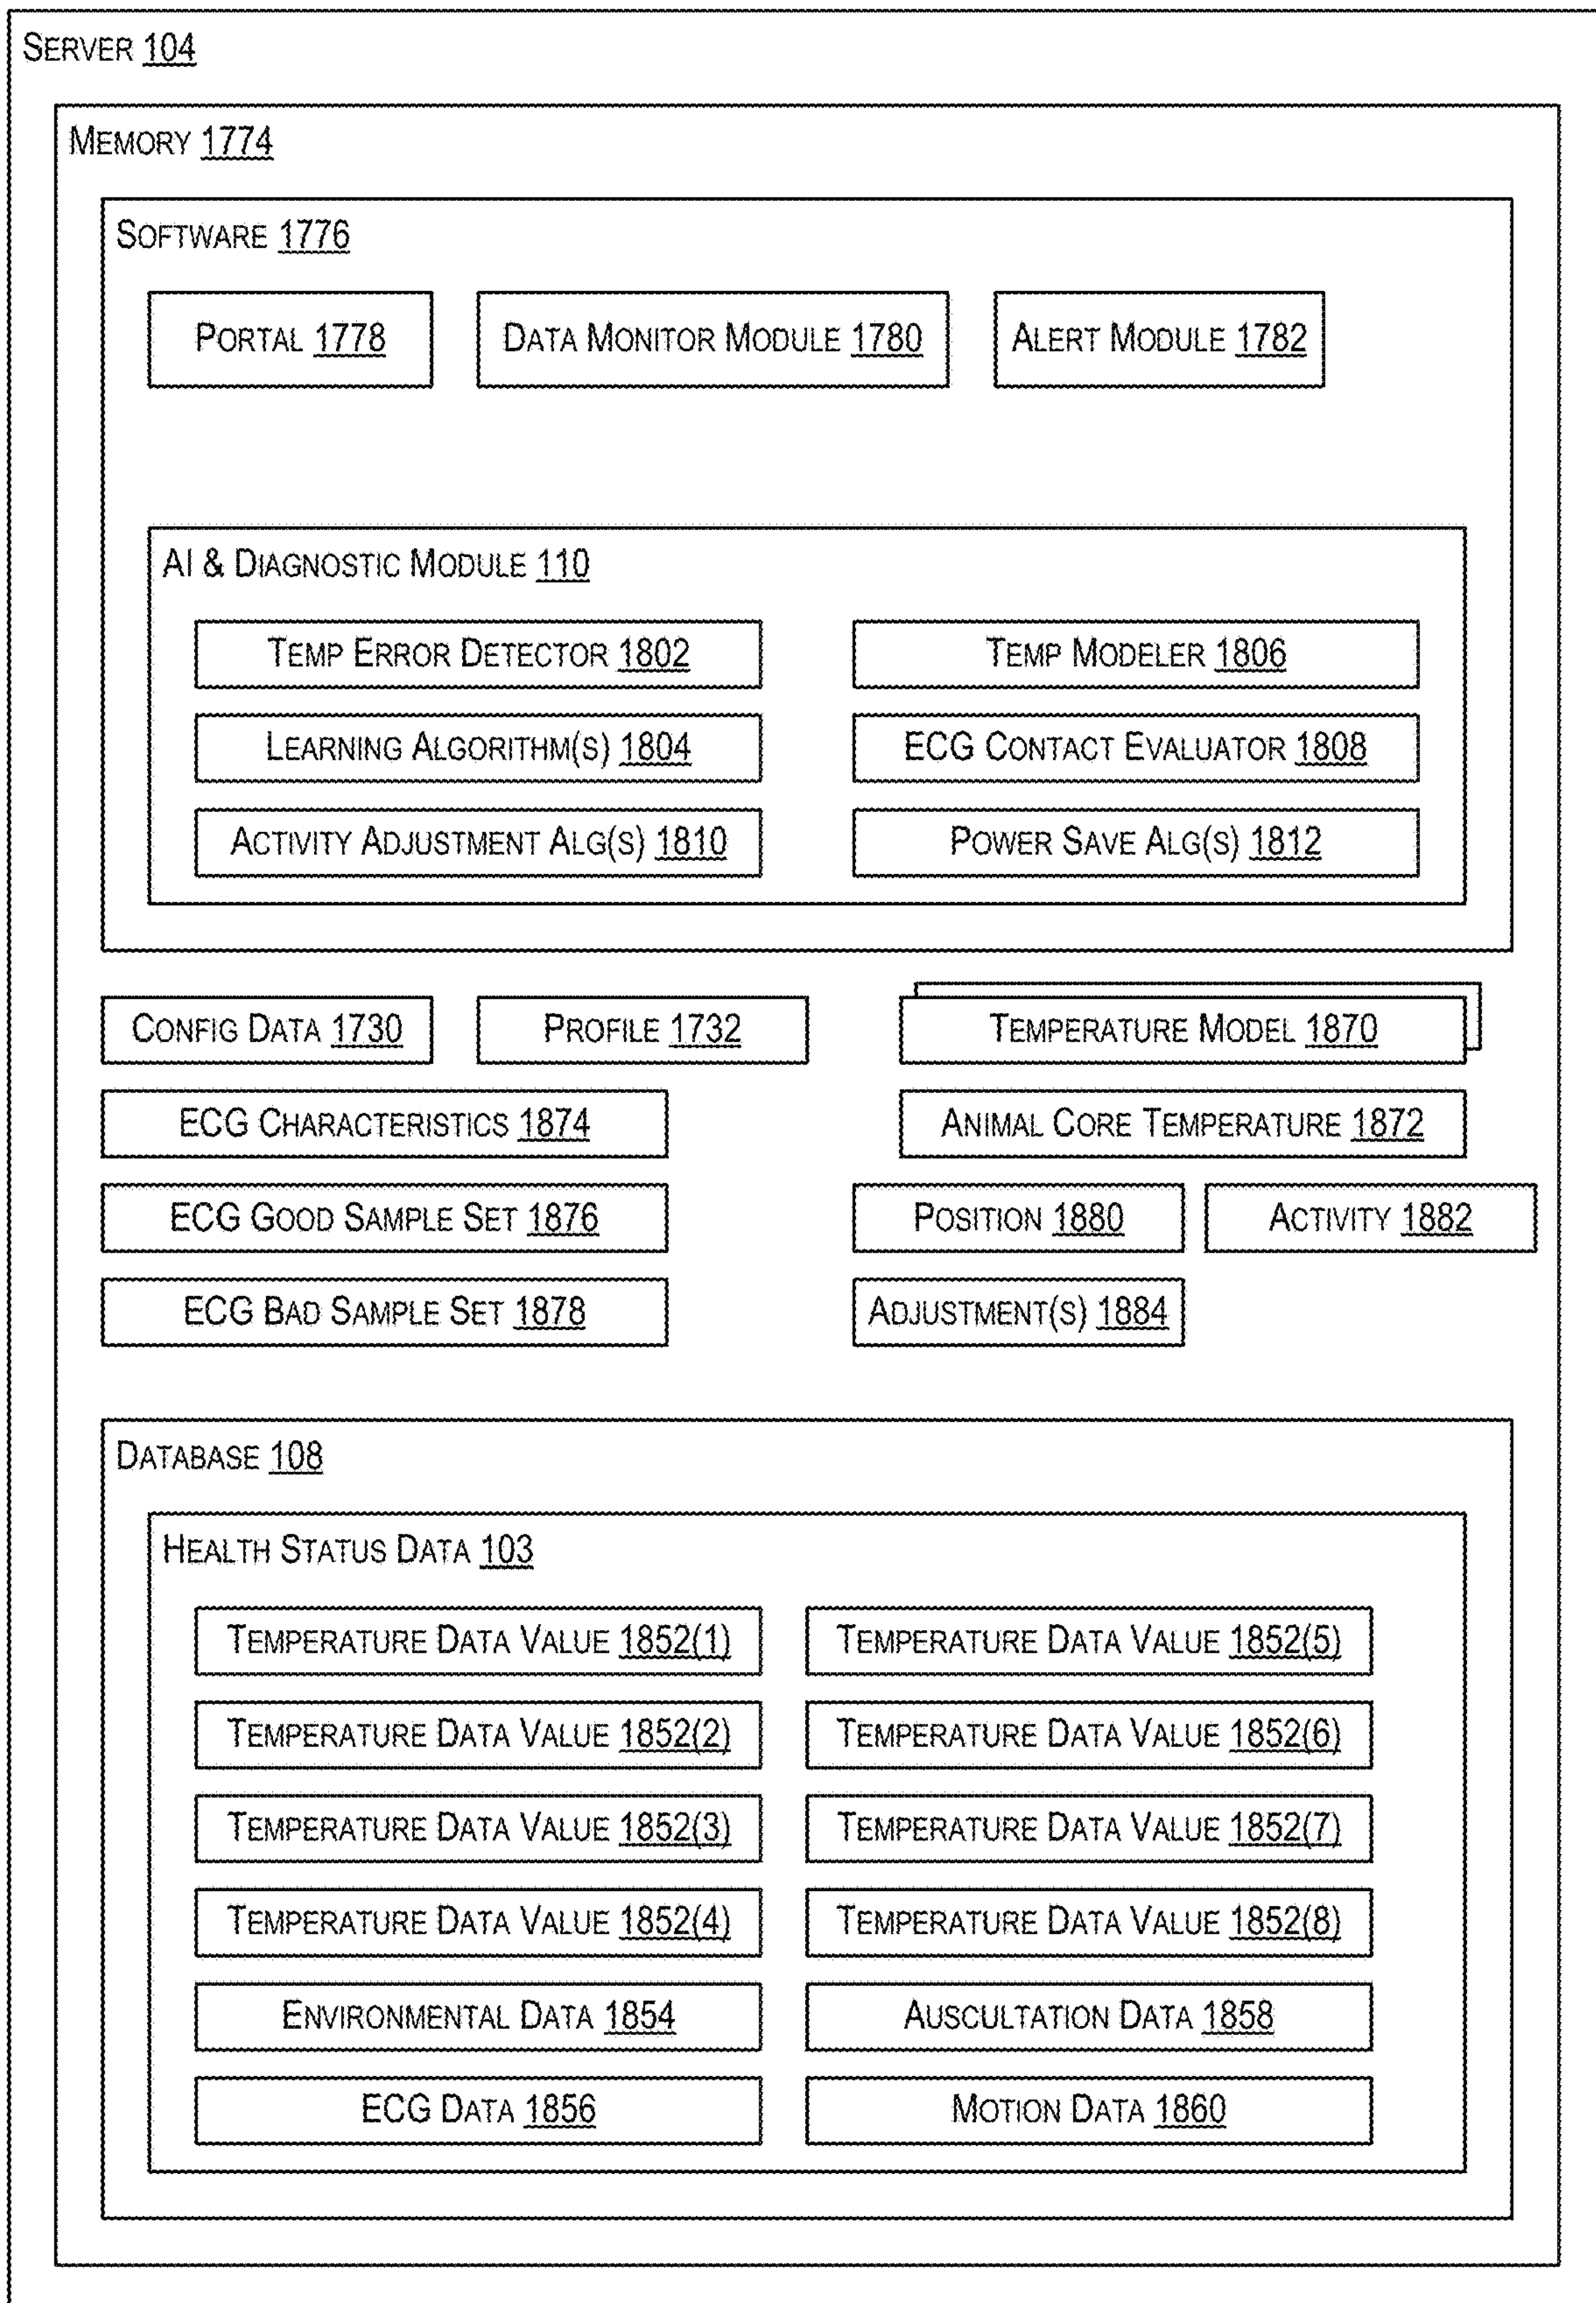 SERVER 104
MEMORY 1774
SOFTWARE 1776
PORTAL 1778
DATA MONITOR MODULE 1780
ALERT MODULE 1782
AI & DIAGNOSTIC MODULE 110
TEMP ERROR DETECTOR 1802
TEMP MODELER 1806
LEARNING ALGORITHM(S) 1804
ECG CONTACT EVALUATOR 1808
ACTIVITY ADJUSTMENT ALG(S) 1810
POWER SAVE ALG(S) 1812
CONFIG DATA 1730
PROFILE 1732
TEMPERATURE MODEL 1870
ECG CHARACTERISTICS 1874
ANIMAL CORE TEMPERATURE 1872
ECG GOOD SAMPLE SET 1876
POSITION 1880
ACTIVITY 1882
ECG BAD SAMPLE SET 1878
ADJUSTMENT(S) 1884
DATABASE 108
HEALTH STATUS DATA 103
TEMPERATURE DATA VALUE 1852(1)
TEMPERATURE DATA VALUE 1852(5)
TEMPERATURE DATA VALUE 1852(2)
TEMPERATURE DATA VALUE 1852(6)
TEMPERATURE DATA VALUE 1852(3)
TEMPERATURE DATA VALUE 1852(7)
TEMPERATURE DATA VALUE 1852(4)
TEMPERATURE DATA VALUE 1852(8)
ENVIRONMENTAL DATA 1854
AUSCULTATION DATA 1858
ECG DATA 1856
MOTION DATA 1860